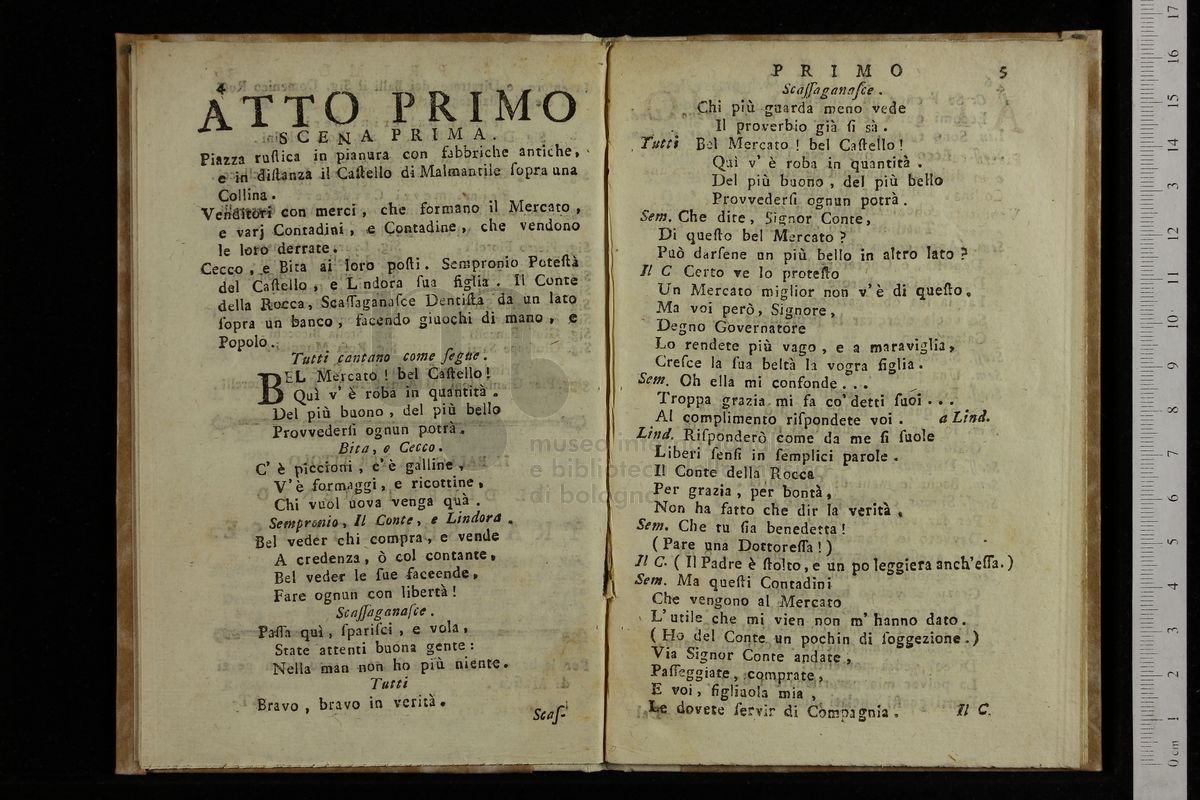 4
ATTO PRIMO
SCENA PRIMA.
Piazza ruſtica in pianura con fabbriche antiche,
e in diſtanza il Caſtello di Malmantile ſopra una
Collina.
Venditori con merci, che formano il Mercato,
e varj Contadini, e Contadine, che vendono
le loro derrate.
Cecco, e Bita ai loro poſti. Sempronio Poteſtà
del Caſtello, e Lindora ſua figlia. Il Conte
della Rocca, Scaſſaganaſce Dentiſta da un lato
ſopra un banco, facendo giuochi di mano, e
Popolo.
Tutti cantano come ſegue.
BEL Mercato! bel Caſtello!
Quì v'è roba in quantità.
Del più buono, del più bello
Provvederſi ognun potrà.
Bita, e Cecco.
C'è piccioni, c'è galline,
V'è formaggi, e ricottine,
Chi vuol uova venga quà.
Sempronio, Il Conte, e Lindora.
Bel veder chi compra, e vende
A credenza, ò col contante,
Bel veder le ſue faceende,
Fare ognun con libertà!
Scaſſaganaſce.
Paſſa quì, ſpariſci, e vola,
State attenti buona gente:
Nella man non ho più niente.
Tutti
Bravo, bravo in verità.
Scaſ-
PRIMO 5
Scaſſaganaſce.
Chi più guarda meno vede
Il proverbio già ſi sà.
Tutti Bel Mercato! bel Caſtello!
Quì v'è roba in quantità.
Del più buono, del più bello
Provvederſi ognun potrà.
Sem. Che dite, Signor Conte,
Di queſto bel Mercato?
Può darſene un più bello in altro lato?
Il C Certo ve lo proteſto
Un Mercato miglior non v'è di queſto.
Ma voi però, Signore,
Degno Governatore
Lo rendete più vago, e a maraviglia,
Creſce la ſua beltà la vogra figlia.
Sem. Oh ella mi confonde...
Troppa grazia mi fa co'detti ſuoi...
Al complimento riſpondete voi. a Lind.
Lind. Riſponderò come da me ſi ſuole
Liberi ſenſi in ſemplici parole.
Il Conte della Rocca
Per grazia, per bontà,
Non ha fatto che dir la verità.
Sem. Che tu ſia benedetta!
(Pare una Dottoreſſa!)
Il C. (Il Padre è ſtolto, e un po leggiera anch'eſſa.)
Sem. Ma queſti Contadini
Che vengono al Mercato
L'utile che mi vien non m'hanno dato.
(Ho del Conte un pochin di ſoggezione.)
Via Signor Conte andate,
Paſſeggiate, comprate,
E voi, figliuola mia,
Le dovete ſervir di Compagnia.
Il C.